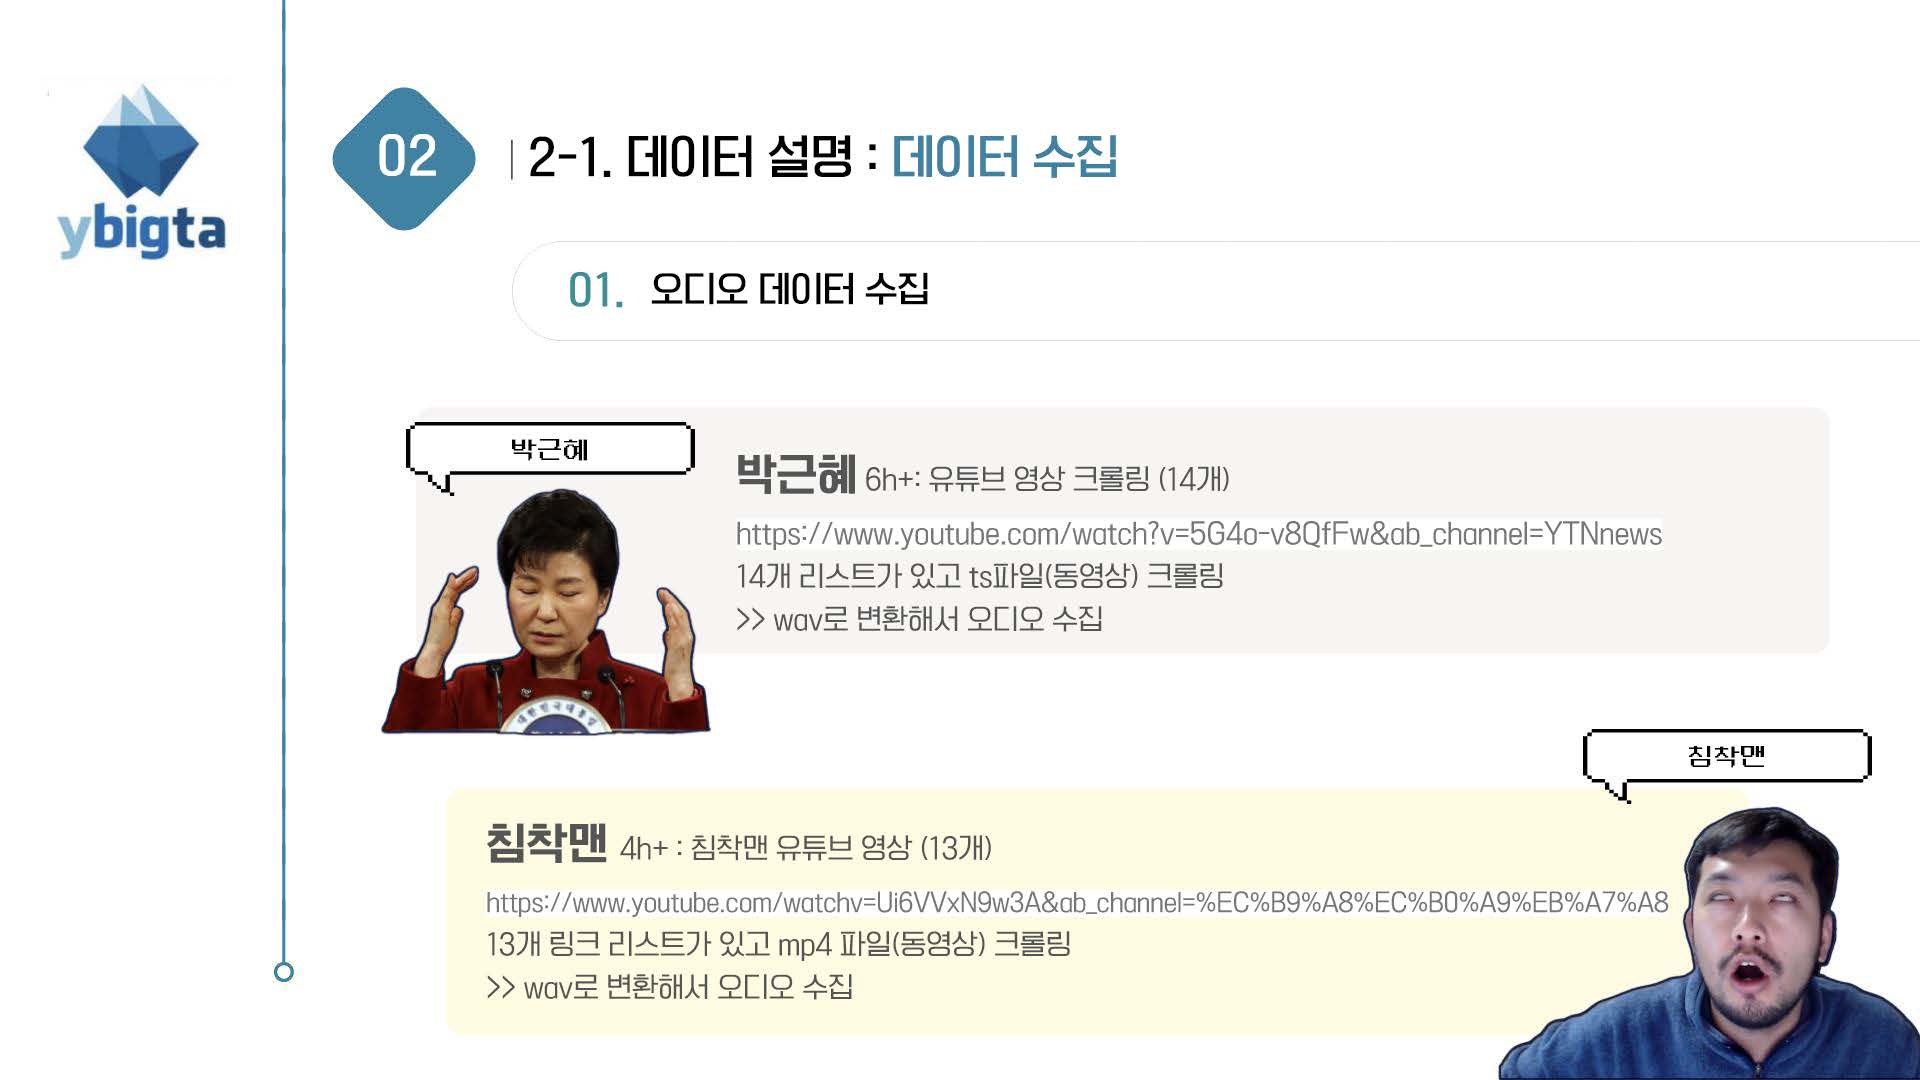 ybigta
02
2-1. 데이터 설명 : 데이터 수집
01. 오디오 데이터 수집
박근혜
박근혜 6h+: 유튜브 영상 크롤링 (14개)
https://www.youtube.com/watch?v=5G4o-v8QfFw&ab_channel=YTNnews
14개 리스트가 있고 ts파일(동영상) 크롤링
>> wav로 변환해서 오디오 수집
대한민국대통령
침착맨
침착맨 4h+ : 침착맨 유튜브 영상 (13개)
https://www.youtube.com/watchv=Ui6VVxN9w3A&ab_channel=%EC%B9%A8%EC%B0%A9%EB%A7%A8
13개 링크 리스트가 있고 mp4 파일(동영상) 크롤링
>> wav로 변환해서 오디오 수집